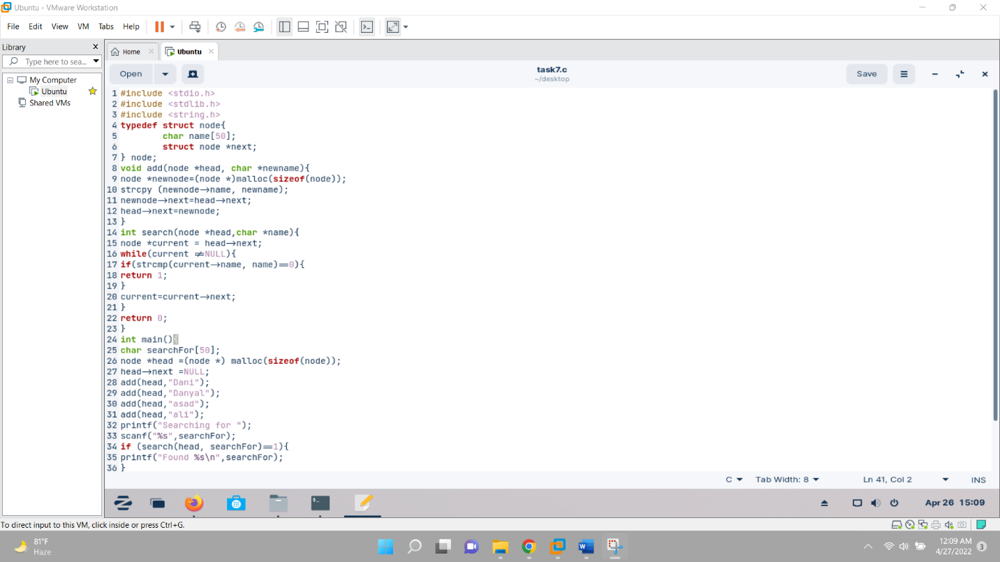 Ubuntu - VMware Workstation
File Edit View VM Tabs Help
Library
Type here to sea...
My Computer
Ubuntu
Shared VMs
Home
Ubuntu
Open
task7.c
~/desktop
Save
1 #include <stdio.h>
2 #include <stdlib.h>
3 #include <string.h>
4 typedef struct node{
5 char name[50];
6 struct node *next;
7 } node;
8 void add(node *head, char *newname){
9 node *newnode=(node *)malloc(sizeof(node));
10 strcpy (newnode->name, newname);
11 newnode->next=head->next;
12 head->next=newnode;
13 }
14 int search(node *head,char *name){
15 node *current = head->next;
16 while(current !=NULL){
17 if(strcmp(current->name, name)==0){
18 return 1;
19 }
20 current=current->next;
21 }
22 return 0;
23 }
24 int main(){
25 char searchFor[50];
26 node *head =(node *) malloc(sizeof(node));
27 head->next =NULL;
28 add(head,"Dani");
29 add(head,"Danyal");
30 add(head,"asad");
31 add(head,"ali");
32 printf("Searching for ");
33 scanf("%s",searchFor);
34 if (search(head, searchFor)==1){
35 printf("Found %s\n",searchFor);
36 }
C Tab Width: 8 Ln 41, Col 2 INS
Apr 26 15:09
To direct input to this VM, click inside or press Ctrl+G.
81°F
Haze
12:09 AM
4/27/2022
3